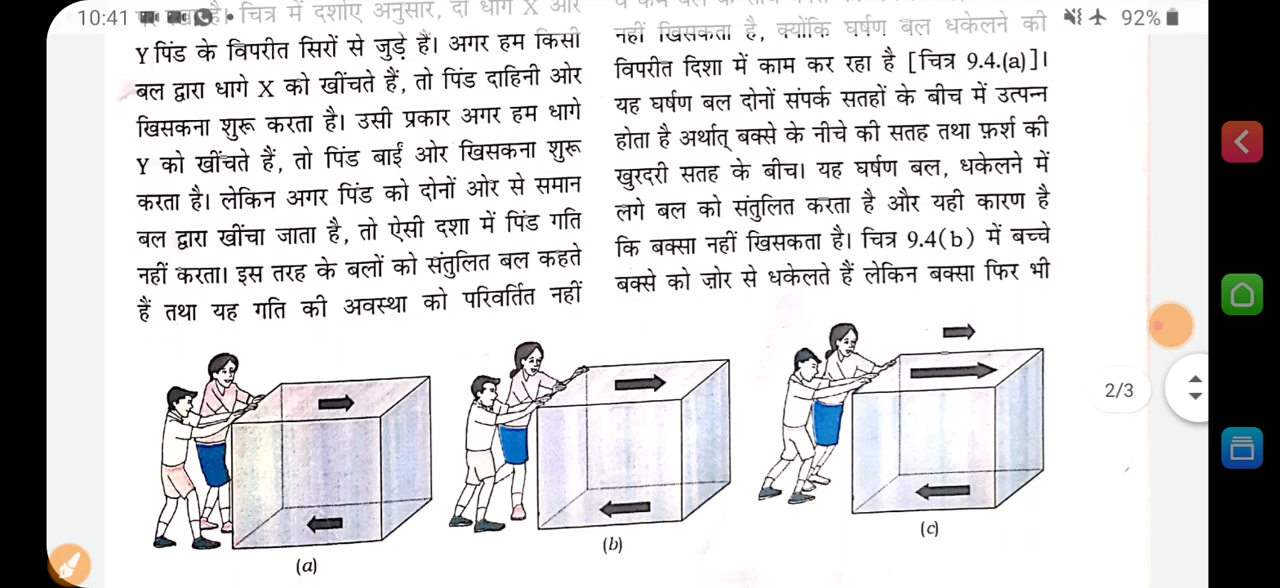 10:41
92%
है। चित्र में दर्शाए अनुसार, दो धागे X और
Y पिंड के विपरीत सिरों से जुड़े हैं। अगर हम किसी
बल द्वारा धागे X को खींचते हैं, तो पिंड दाहिनी ओर
खिसकना शुरू करता है। उसी प्रकार अगर हम धागे
Y को खींचते हैं, तो पिंड बाईं ओर खिसकना शुरू
करता है। लेकिन अगर पिंड को दोनों ओर से समान
बल द्वारा खींचा जाता है, तो ऐसी दशा में पिंड गति
नहीं करता। इस तरह के बलों को संतुलित बल कहते
हैं तथा यह गति की अवस्था को परिवर्तित नहीं
नहीं खिसकता है, क्योंकि घर्षण बल धकेलने की
विपरीत दिशा में काम कर रहा है [चित्र 9.4.(a)]।
यह घर्षण बल दोनों संपर्क सतहों के बीच में उत्पन्न
होता है अर्थात् बक्से के नीचे की सतह तथा फ़र्श की
खुरदरी सतह के बीच। यह घर्षण बल, धकेलने में
लगे बल को संतुलित करता है और यही कारण है
कि बक्सा नहीं खिसकता है। चित्र 9.4(b) में बच्चे
बक्से को ज़ोर से धकेलते हैं लेकिन बक्सा फिर भी
2/3
(a)
(b)
(c)